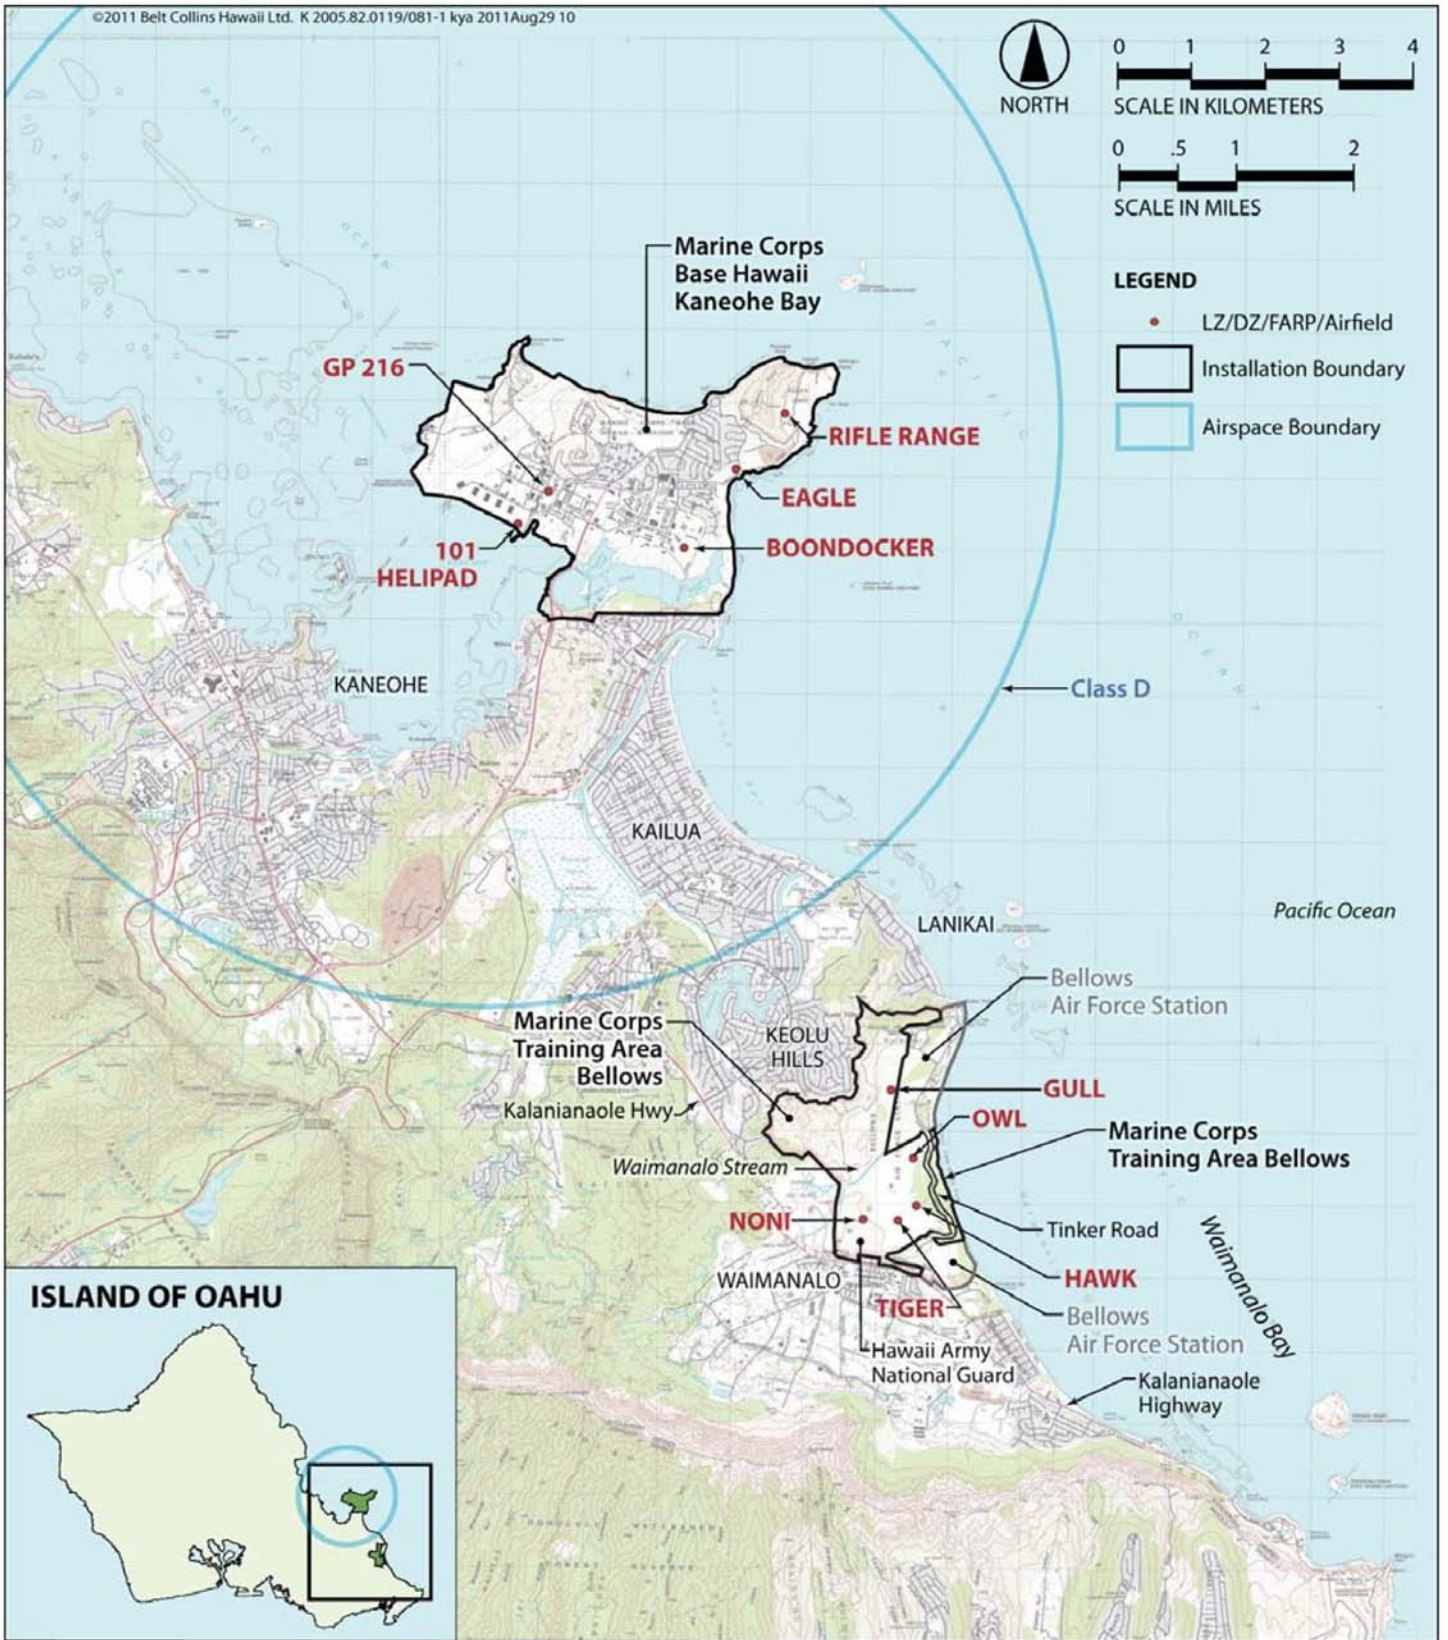 ©2011 Belt Collins Hawaii Ltd. K 2005.82.0119/081-1 kya 2011Aug29 10
NORTH
0 1 2 3 4
SCALE IN KILOMETERS
0 .5 1 2
SCALE IN MILES
LEGEND
LZ/DZ/FARP/Airfield
Installation Boundary
Airspace Boundary
PACIFIC
OCEAN
Marine Corps
Base Hawaii
Kaneohe Bay
GP 216
RIFLE RANGE
EAGLE
BOONDOCKER
101
HELIPAD
KANEOHE
Class D
KAILUA
LANIKAI
Pacific Ocean
Bellows
Air Force Station
Marine Corps
Training Area
Bellows
KEOLU
HILLS
Kalanianaole Hwy
GULL
OWL
Marine Corps
Training Area Bellows
Waimanalo Stream
NONI
Tinker Road
HAWK
WAIMANALO
TIGER
Bellows
Air Force Station
Waimanalo Bay
Hawaii Army
National Guard
Kalanianaole
Highway
ISLAND OF OAHU